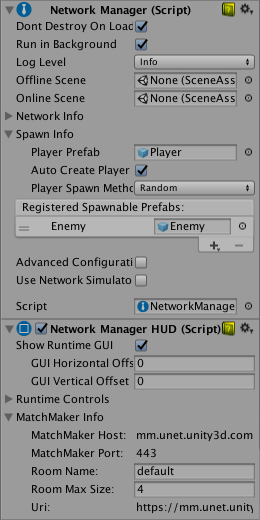 Network Manager (Script)
Dont Destroy On Load
Run in Background
Log Level Info
Offline Scene None (SceneAss
Online Scene None (SceneAss
Network Info
Spawn Info
Player Prefab Player
Auto Create Player
Player Spawn Metho Random
Registered Spawnable Prefabs:
Enemy Enemy
Advanced Configurati
Use Network Simulato
Script NetworkManage
Network Manager HUD (Script)
Show Runtime GUI
GUI Horizontal Offs 0
GUI Vertical Offset 0
Runtime Controls
MatchMaker Info
MatchMaker Host: mm.unet.unity3d.com
MatchMaker Port: 443
Room Name: default
Room Max Size: 4
Uri: https://mm.unet.unity